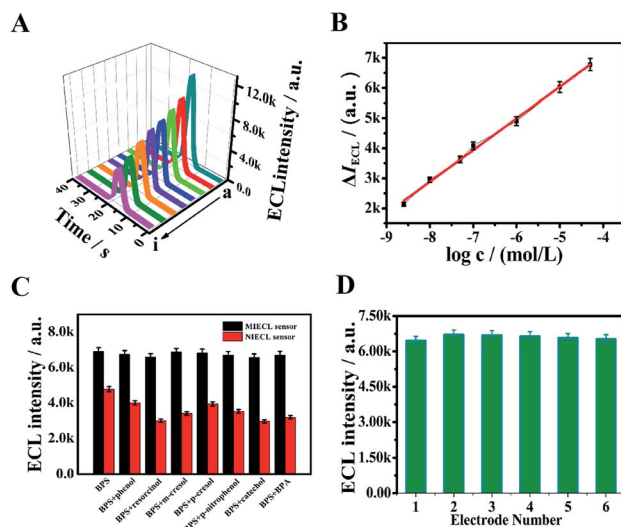 A
12.0k
8.0k
4.0k
0.0
ECL intensity / a.u.
a
i
40
30
20
10
0
Time / s
B
7k
6k
5k
4k
3k
2k
ΔI_ECL / (a.u.)
-9 -8 -7 -6 -5 -4
log c / (mol/L)
C
8.0k
6.0k
4.0k
2.0k
0.0
ECL intensity / a.u.
MIECL sensor
NIECL sensor
BPS
BPS+phenol
BPS+resorcinol
BPS+m-cresol
BPS+p-cresol
BPS+p-nitrophenol
BPS+catechol
BPS+BPA
D
7.50k
6.00k
4.50k
3.00k
1.50k
0.00
ECL intensity / a.u.
1 2 3 4 5 6
Electrode Number